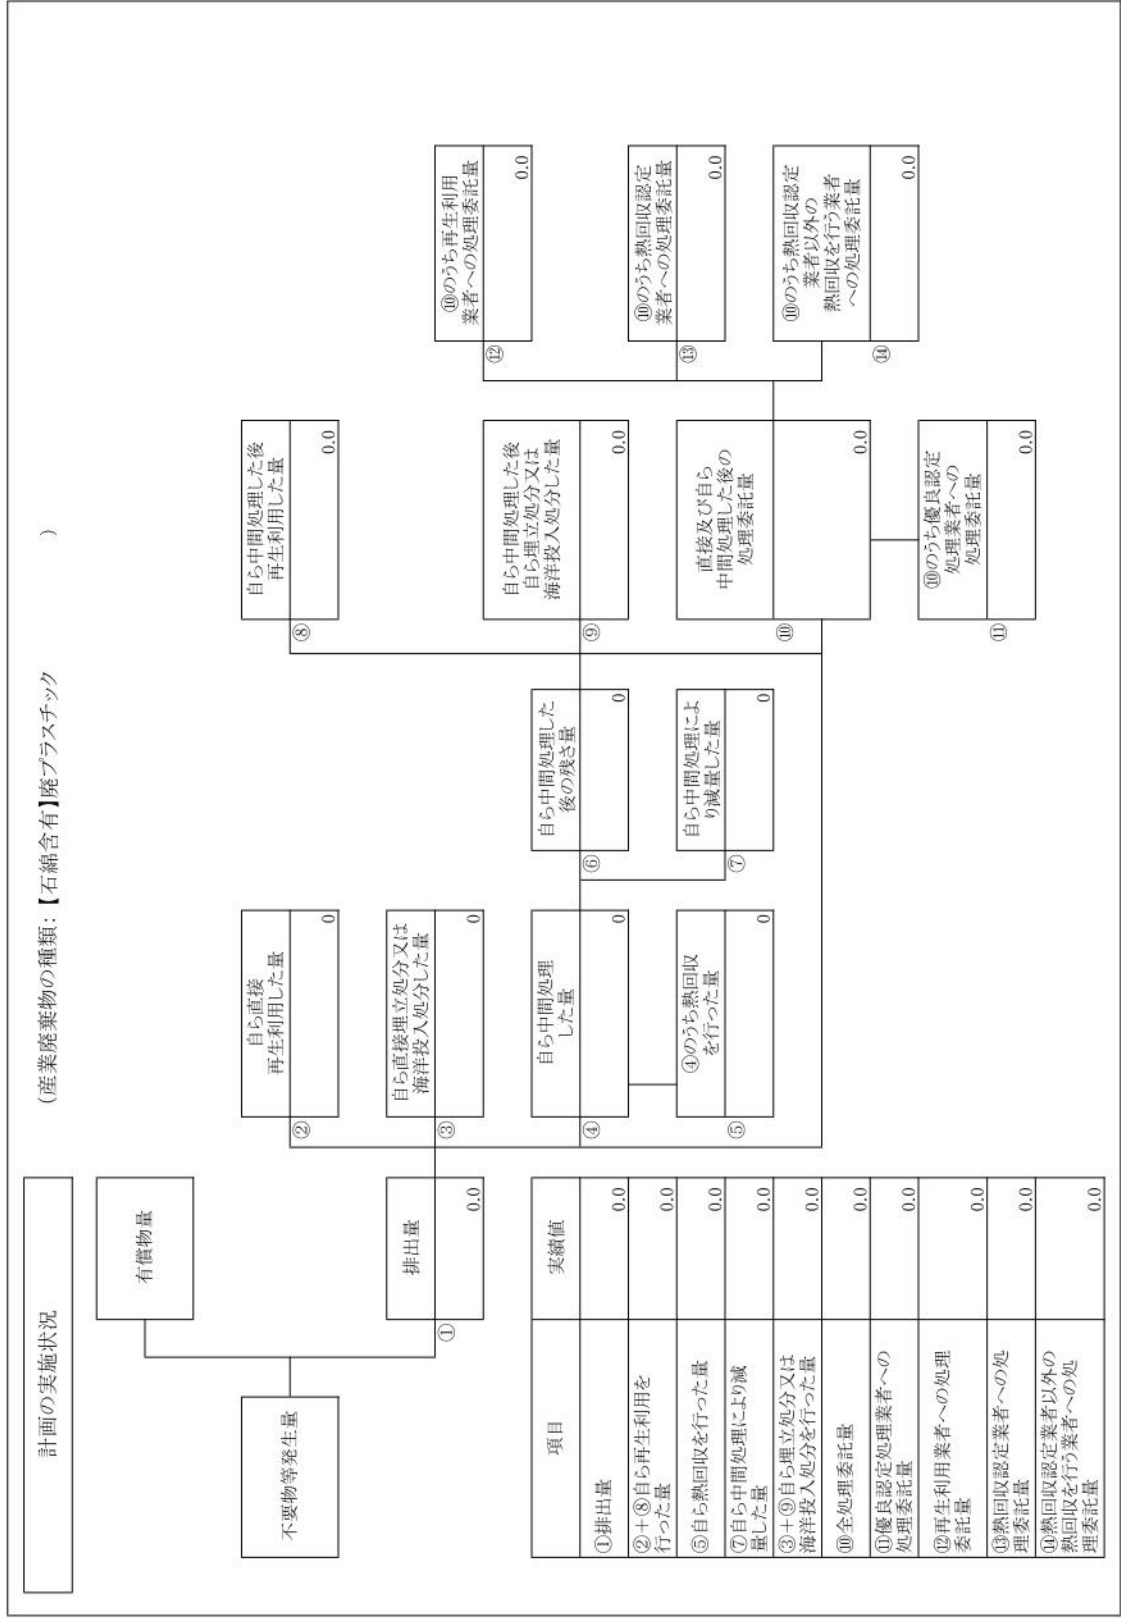 計画の実施状況
(産業廃棄物の種類:【石綿含有】廃プラスチック )
有償物量
不要物等発生量
排出量
①
0.0
自ら直接
再生利用した量
②
0
自ら直接埋立処分又は
海洋投入処分した量
③
0
自ら中間処理
した量
④
0
④のうち熱回収
を行った量
⑤
0
自ら中間処理した
後の残さ量
⑥
0
自ら中間処理によ
り減量した量
⑦
0
自ら中間処理した後
再生利用した量
⑧
0.0
自ら中間処理した後
自ら埋立処分又は
海洋投入処分した量
⑨
0.0
直接及び自ら
中間処理した後の
処理委託量
⑩
0.0
⑩のうち優良認定
処理業者への
処理委託量
⑪
0.0
⑩のうち再生利用
業者への処理委託量
⑫
0.0
⑩のうち熱回収認定
業者への処理委託量
⑬
0.0
⑩のうち熱回収認定
業者以外の
熱回収を行う業者
への処理委託量
⑭
0.0
項目 実績値
①排出量 0.0
②+⑧自ら再生利用を
行った量 0.0
⑤自ら熱回収を行った量 0.0
⑦自ら中間処理により減
量した量 0.0
③+⑨自ら埋立処分又は
海洋投入処分を行った量 0.0
⑩全処理委託量 0.0
⑪優良認定処理業者への
処理委託量 0.0
⑫再生利用業者への処理
委託量 0.0
⑬熱回収認定業者への処
理委託量 0.0
⑭熱回収認定業者以外の
熱回収を行う業者への処
理委託量 0.0